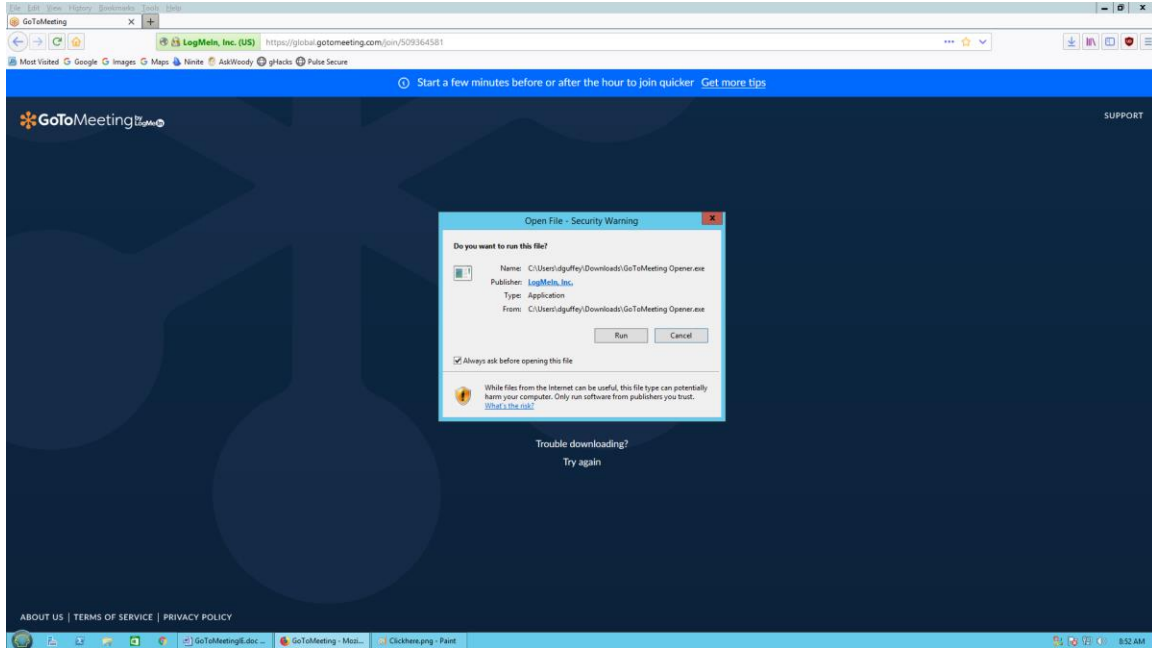 File Edit View History Bookmarks Tools Help
GoToMeeting
LogMeIn, Inc. (US) https://global.gotomeeting.com/join/509364581
Most Visited Google Images Maps Ninite AskWoody gHacks Pulse Secure
Start a few minutes before or after the hour to join quicker Get more tips
GoToMeeting by LogMeIn
SUPPORT
Open File - Security Warning
Do you want to run this file?
Name: C:\Users\dguffey\Downloads\GoToMeeting Opener.exe
Publisher: LogMeIn, Inc.
Type: Application
From: C:\Users\dguffey\Downloads\GoToMeeting Opener.exe
Run Cancel
Always ask before opening this file
While files from the Internet can be useful, this file type can potentially
harm your computer. Only run software from publishers you trust.
What's the risk?
Trouble downloading?
Try again
ABOUT US | TERMS OF SERVICE | PRIVACY POLICY
GoToMeetingIE.doc ... GoToMeeting - Mozi... Clickhere.png - Paint 8:52 AM